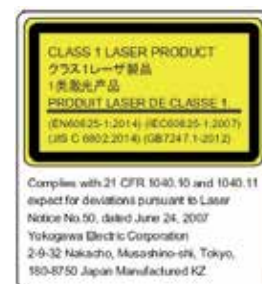 CLASS 1 LASER PRODUCT
クラス1レーザ製品
1类激光产品
PRODUIT LASER DE CLASSE 1
(EN60825-1:2014) (IEC60825-1:2007)
(JIS C 6802:2014) (GB7247.1-2012)
Complies with 21 CFR 1040.10 and 1040.11
expect for deviations pursuant to Laser
Notice No.50, dated June 24, 2007
Yokogawa Electric Corporation
2-9-32 Nakacho, Musashino-shi, Tokyo,
180-8750 Japan Manufactured KZ